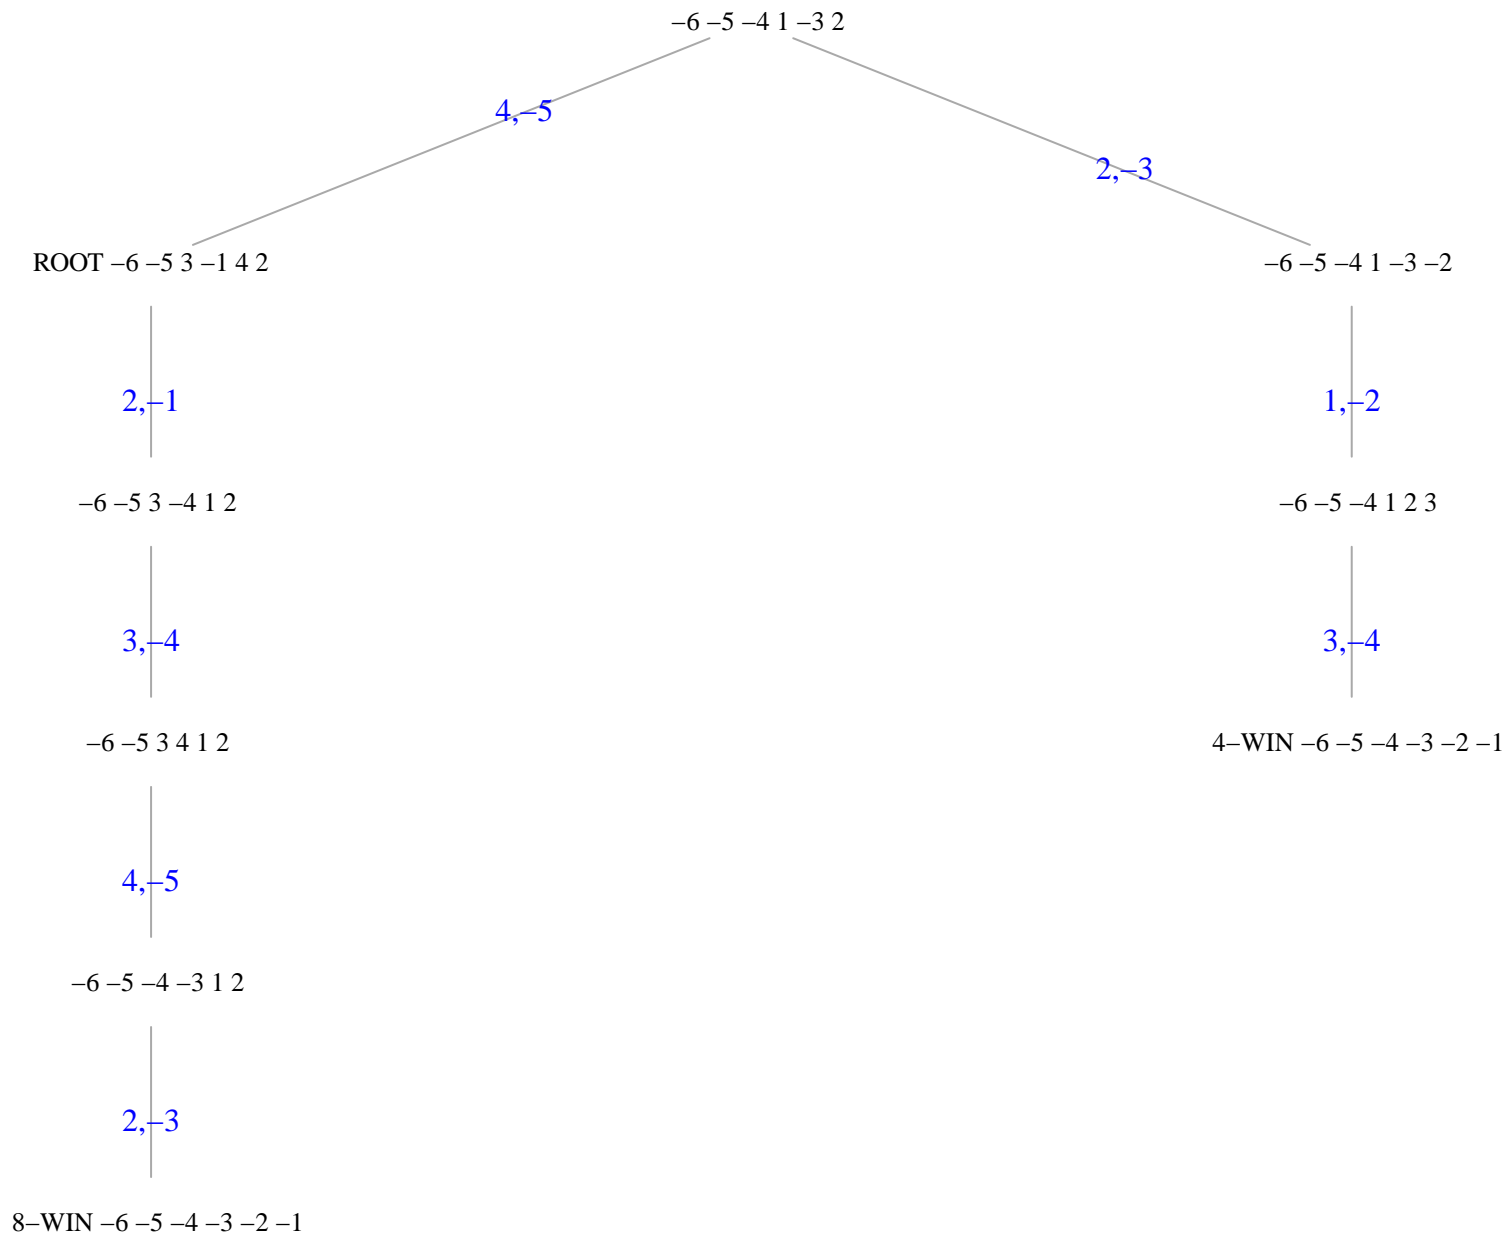 –6 –5 –4 1 –3 2
4,–5
2,–3
ROOT –6 –5 3 –1 4 2
–6 –5 –4 1 –3 –2
2,–1
1,–2
–6 –5 3 –4 1 2
–6 –5 –4 1 2 3
3,–4
3,–4
–6 –5 3 4 1 2
4–WIN –6 –5 –4 –3 –2 –1
4,–5
–6 –5 –4 –3 1 2
2,–3
8–WIN –6 –5 –4 –3 –2 –1